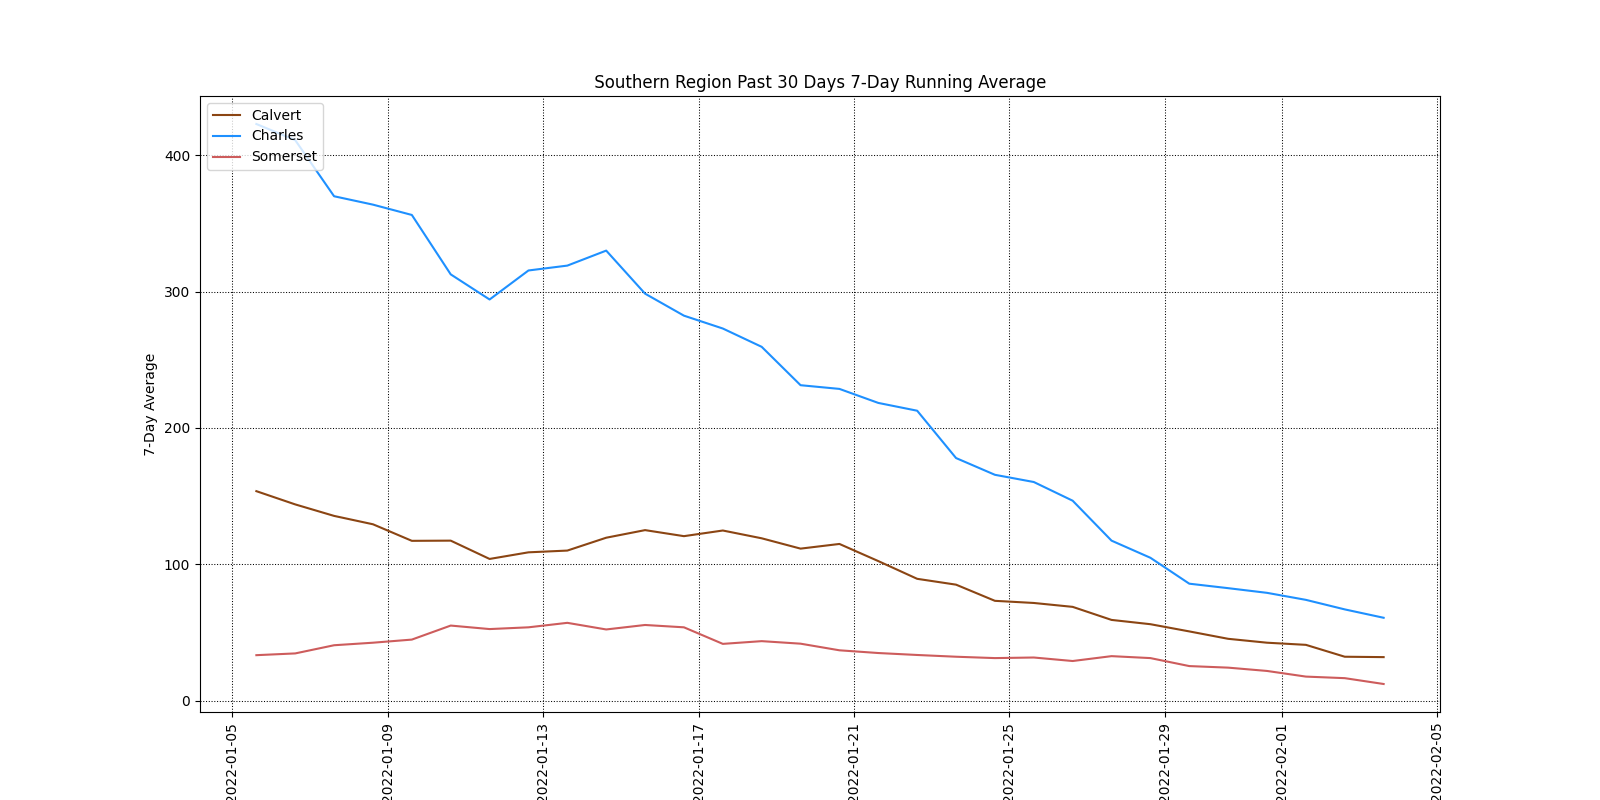 Southern Region Past 30 Days 7-Day Running Average
Calvert
Charles
Somerset
7-Day Average
400
300
200
100
0
2022-01-05
2022-01-09
2022-01-13
2022-01-17
2022-01-21
2022-01-25
2022-01-29
2022-02-01
2022-02-05